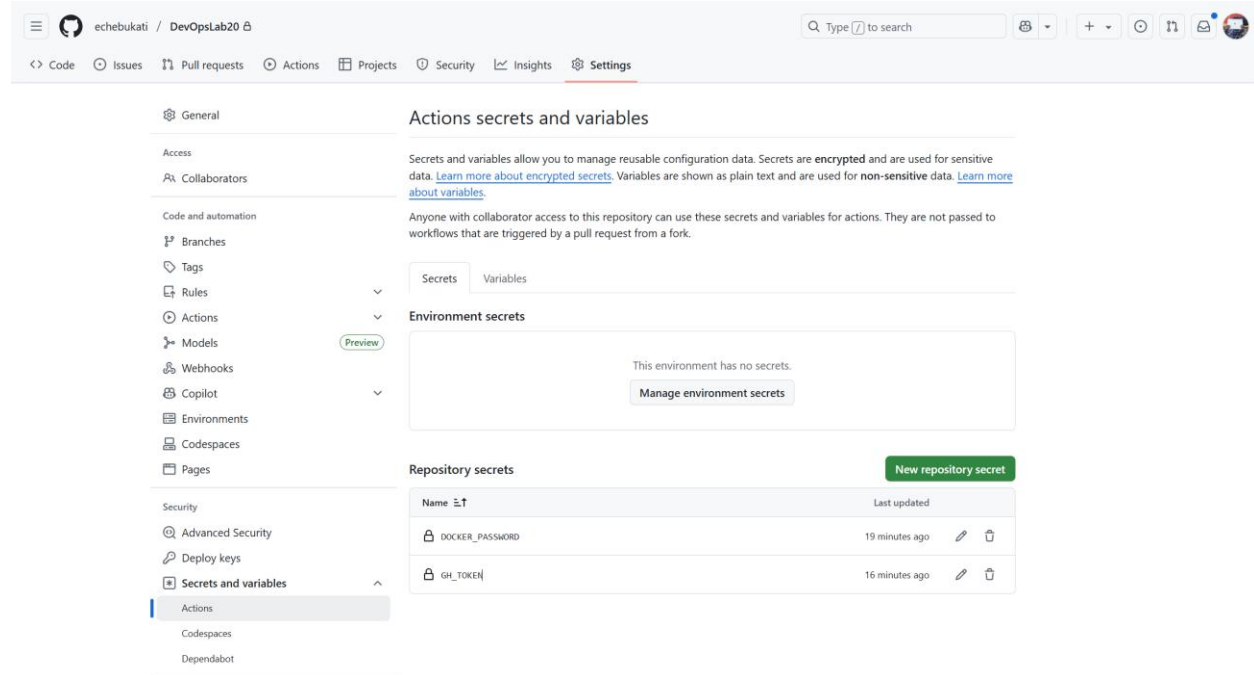 echebukati / DevOpsLab20
Type / to search
Code Issues Pull requests Actions Projects Security Insights Settings
General
Access
Collaborators
Code and automation
Branches
Tags
Rules
Actions
Models Preview
Webhooks
Copilot
Environments
Codespaces
Pages
Security
Advanced Security
Deploy keys
Secrets and variables
Actions
Codespaces
Dependabot
Actions secrets and variables
Secrets and variables allow you to manage reusable configuration data. Secrets are encrypted and are used for sensitive
data. Learn more about encrypted secrets. Variables are shown as plain text and are used for non-sensitive data. Learn more
about variables.
Anyone with collaborator access to this repository can use these secrets and variables for actions. They are not passed to
workflows that are triggered by a pull request from a fork.
Secrets Variables
Environment secrets
This environment has no secrets.
Manage environment secrets
Repository secrets New repository secret
Name Last updated
DOCKER_PASSWORD 19 minutes ago
GH_TOKEN 16 minutes ago